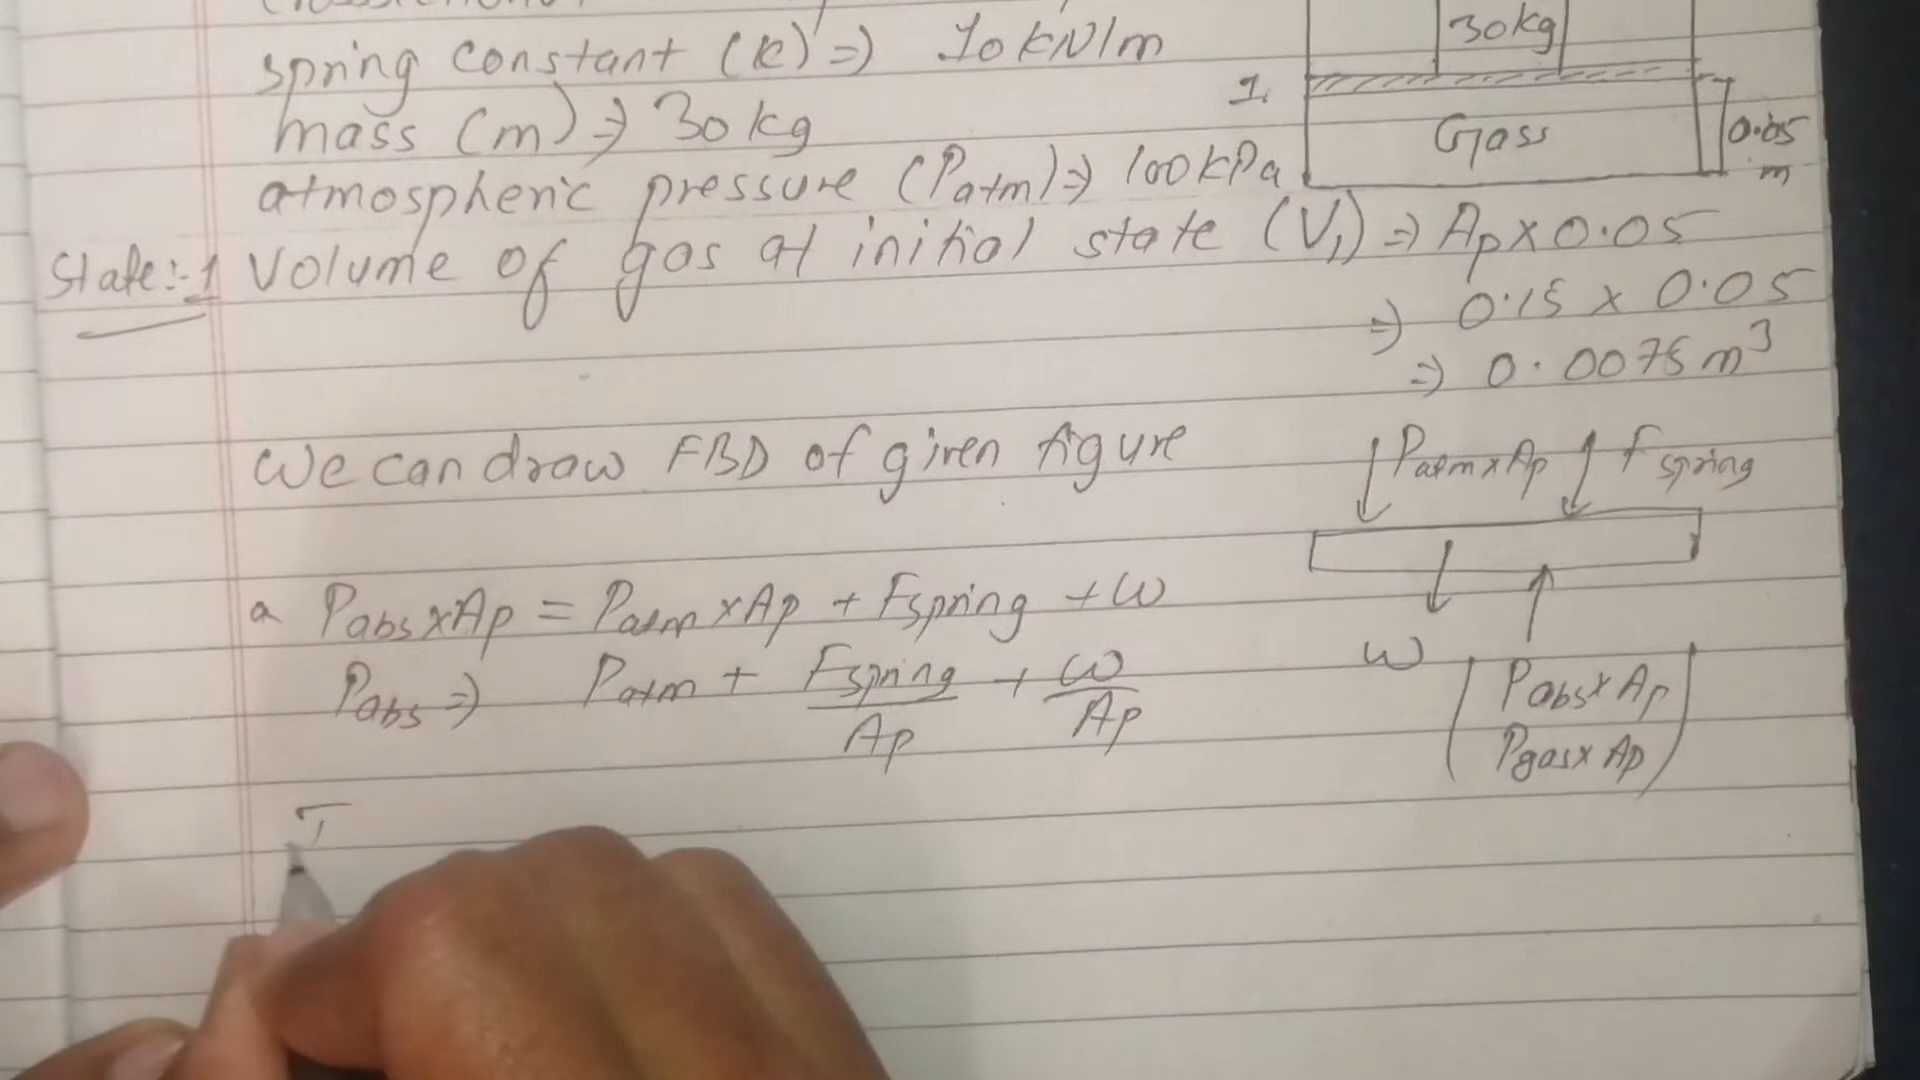 spring constant (k) => 10 kN/m
30kg
mass (m) => 30 kg
1.
Gass
0.05 m
atmospheric pressure (Patm) => 100 kPa
State:-1 Volume of gas at initial state (V1) => Ap x 0.05
=> 0.15 x 0.05
=> 0.0075 m³
We can draw FBD of given figure
Patm x Ap
Fspring
a Pabs x Ap = Patm x Ap + Fspring + W
Pabs => Patm + Fspring/Ap + W/Ap
W
Pabs x Ap
Pgas x Ap